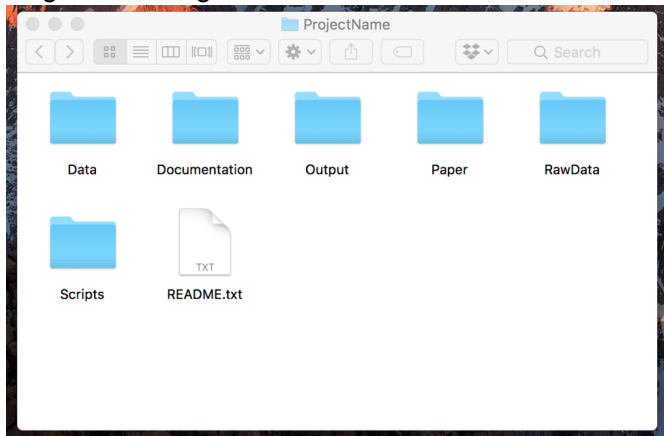 ProjectName
Search
Data Documentation Output Paper RawData
TXT
Scripts README.txt